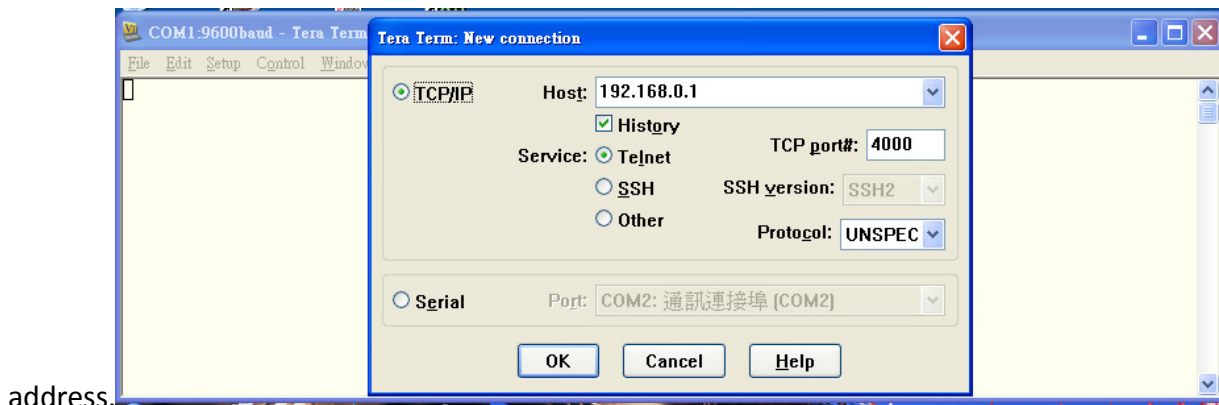 COM1:9600baud - Tera Term
File Edit Setup Control Window
Tera Term: New connection
TCP/IP
Host: 192.168.0.1
History
Service: Telnet
TCP port#: 4000
SSH
SSH version: SSH2
Other
Protocol: UNSPEC
Serial
Port: COM2: 通訊連接埠 (COM2)
OK Cancel Help
address.